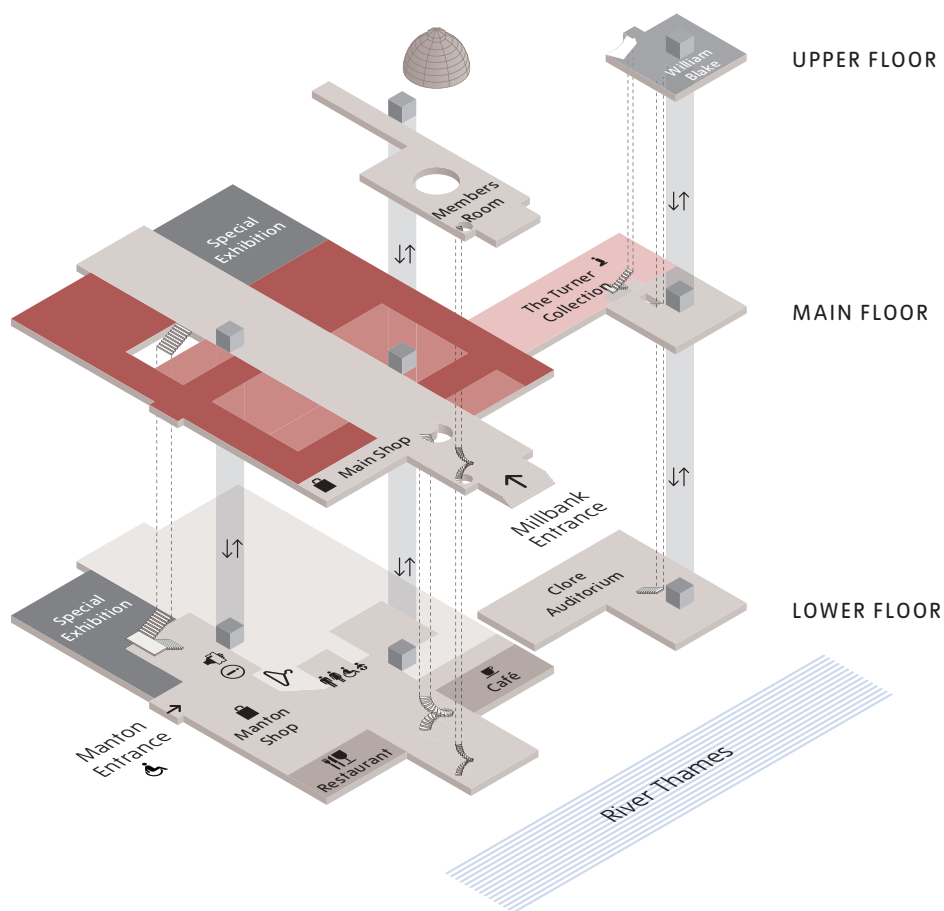 UPPER FLOOR
William
Blake
Members
Room
Special
Exhibition
The Turner
Collection
MAIN FLOOR
Main Shop
Millbank
Entrance
Clore
Auditorium
LOWER FLOOR
Special
Exhibition
Café
Manton
Shop
Manton
Entrance
Restaurant
River Thames